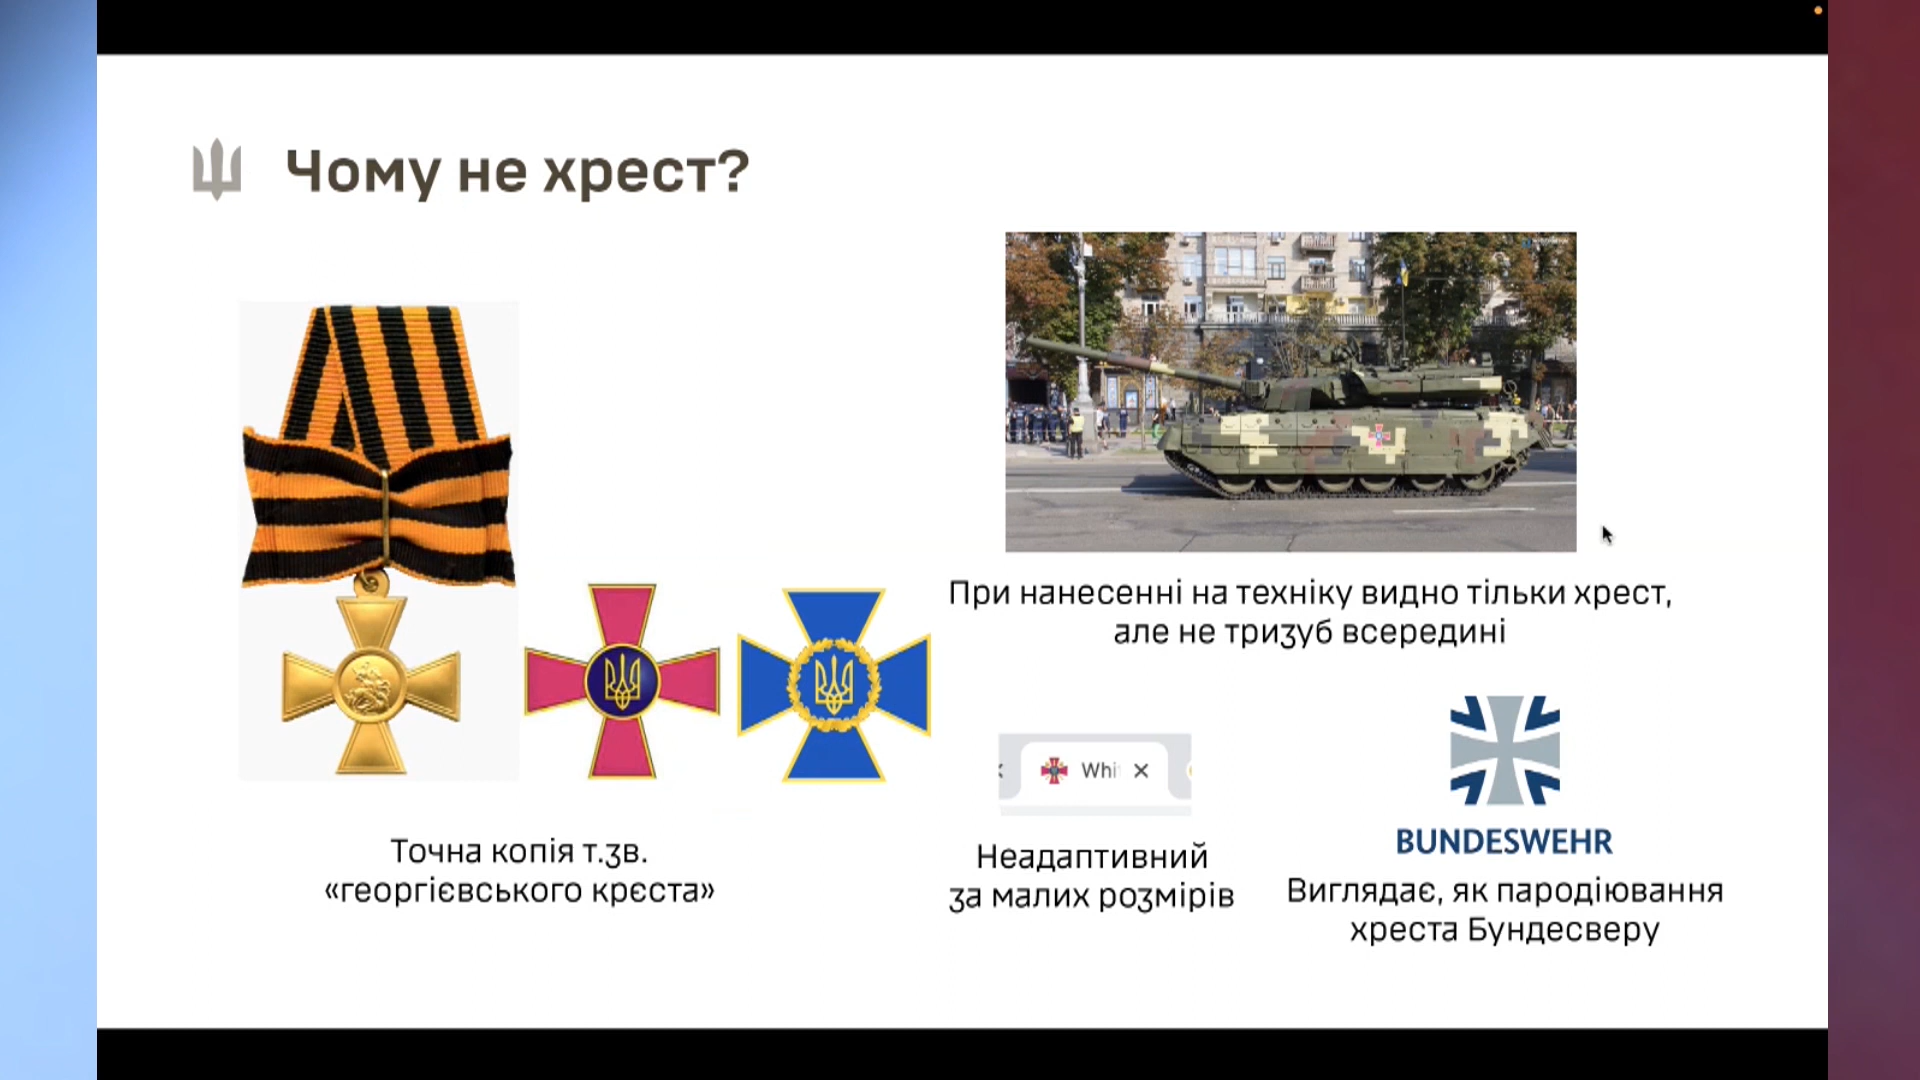 Чому не хрест?
При нанесенні на техніку видно тільки хрест,
але не тризуб всередині
Whi
BUNDESWEHR
Точна копія т.зв.
«георгієвського крєста»
Неадаптивний
за малих розмірів
Виглядає, як пародіювання
хреста Бундесверу